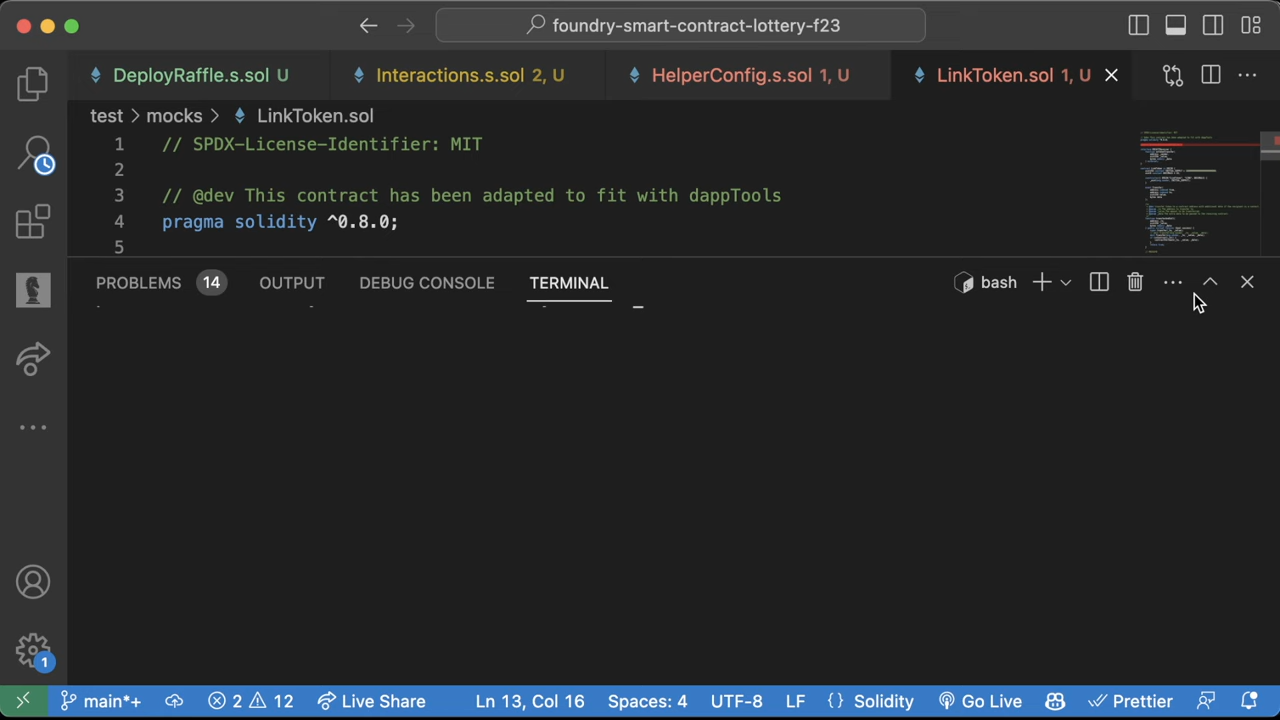 foundry-smart-contract-lottery-f23
DeployRaffle.s.sol U
Interactions.s.sol 2, U
HelperConfig.s.sol 1, U
LinkToken.sol 1, U
test > mocks > LinkToken.sol
1 // SPDX-License-Identifier: MIT
2
3 // @dev This contract has been adapted to fit with dappTools
4 pragma solidity ^0.8.0;
5
PROBLEMS 14 OUTPUT DEBUG CONSOLE TERMINAL bash
1
main*+ 2 12 Live Share Ln 13, Col 16 Spaces: 4 UTF-8 LF {} Solidity Go Live Prettier